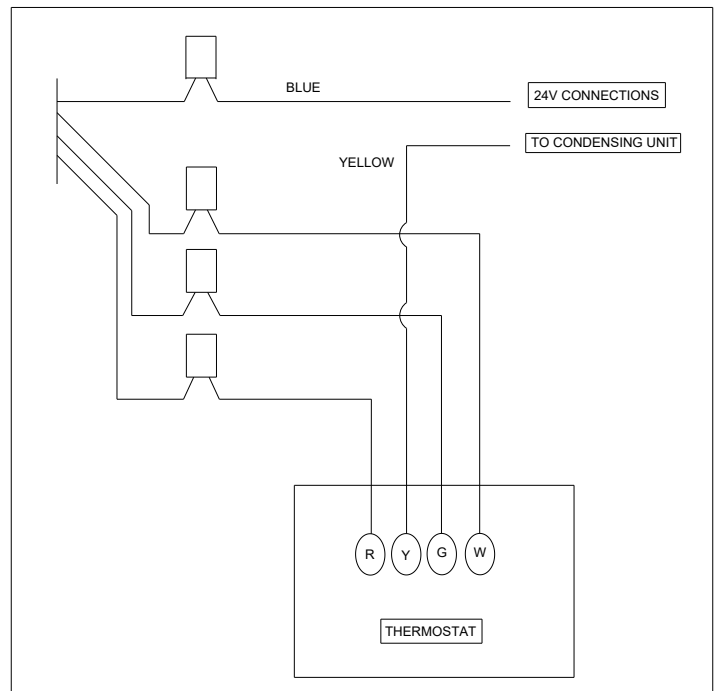 BLUE
24V CONNECTIONS
TO CONDENSING UNIT
YELLOW
R Y G W
THERMOSTAT